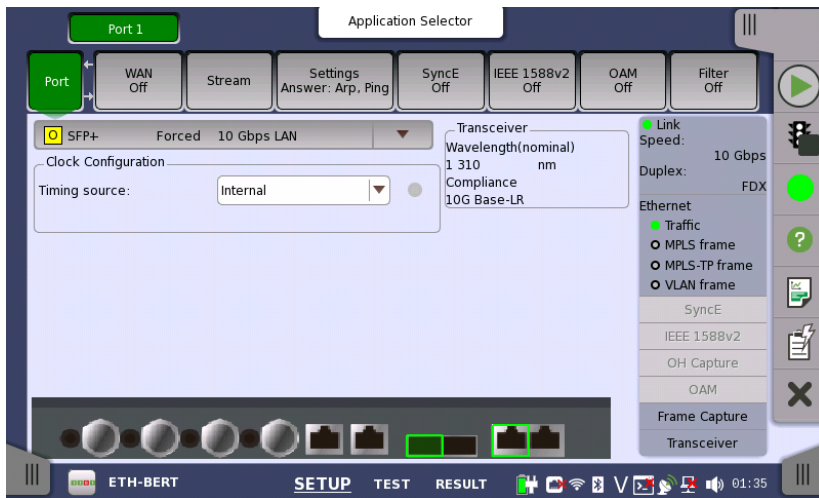 Application Selector
Port 1
Port
WAN
Off
Stream
Settings
Answer: Arp, Ping
SyncE
Off
IEEE 1588v2
Off
OAM
Off
Filter
Off
O SFP+ Forced 10 Gbps LAN
Clock Configuration
Timing source: Internal
Transceiver
Wavelength(nominal)
1 310 nm
Compliance
10G Base-LR
Link
Speed:
10 Gbps
Duplex:
FDX
Ethernet
Traffic
MPLS frame
MPLS-TP frame
VLAN frame
SyncE
IEEE 1588v2
OH Capture
OAM
Frame Capture
Transceiver
?
ETH-BERT
SETUP TEST RESULT
01:35